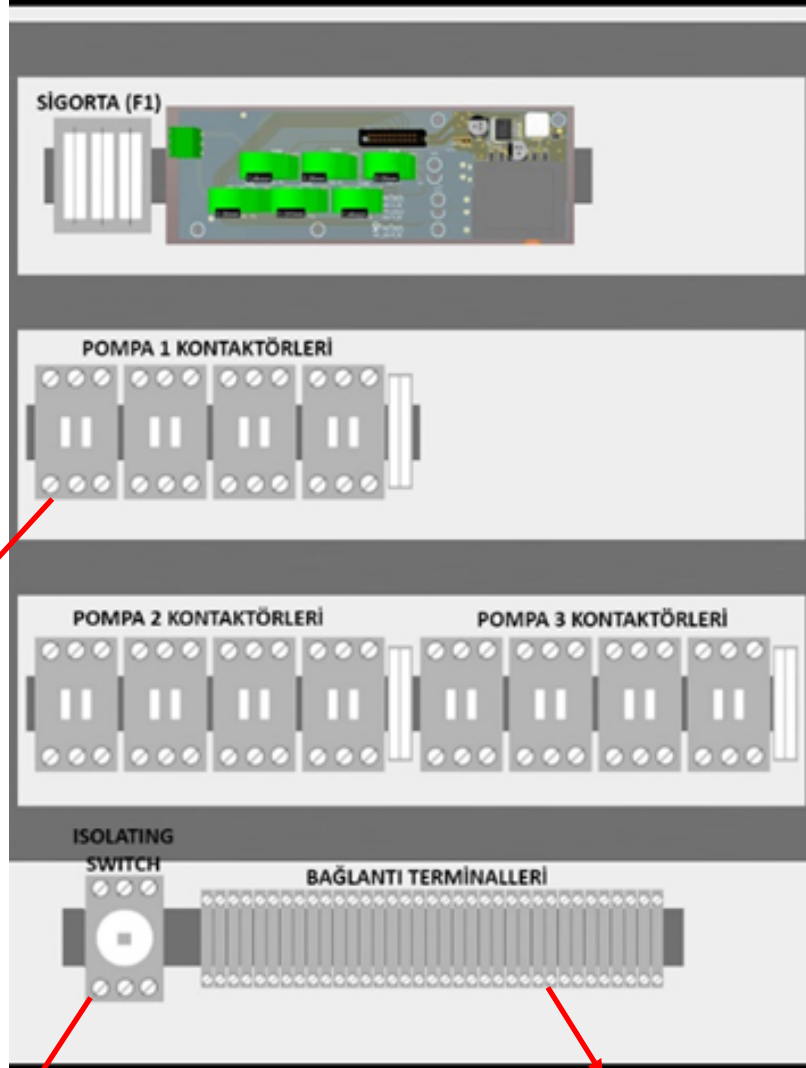 SİGORTA (F1)
POMPA 1 KONTAKTÖRLERİ
POMPA 2 KONTAKTÖRLERİ
POMPA 3 KONTAKTÖRLERİ
ISOLATING
SWITCH
BAĞLANTI TERMİNALLERİ